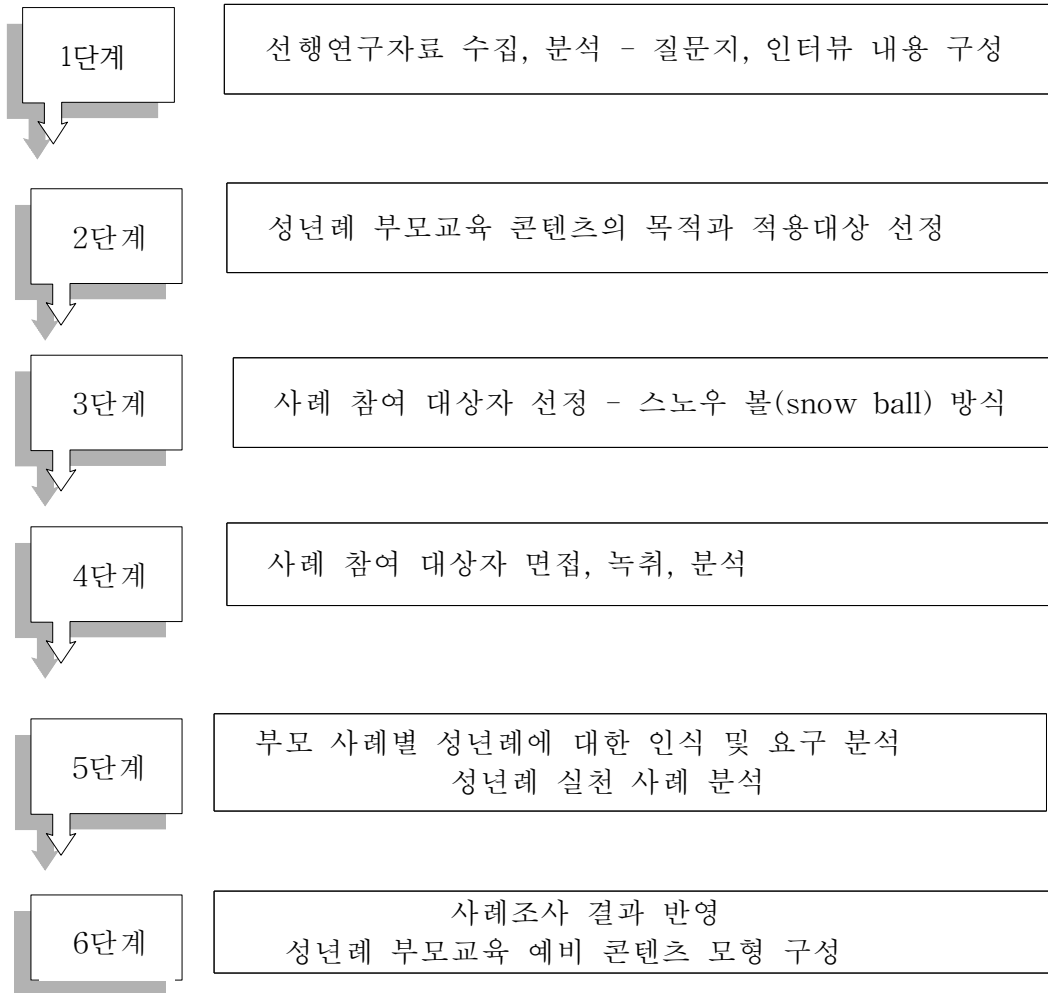 1단계
선행연구자료 수집, 분석 - 질문지, 인터뷰 내용 구성
2단계
성년례 부모교육 콘텐츠의 목적과 적용대상 선정
3단계
사례 참여 대상자 선정 - 스노우 볼(snow ball) 방식
4단계
사례 참여 대상자 면접, 녹취, 분석
5단계
부모 사례별 성년례에 대한 인식 및 요구 분석
성년례 실천 사례 분석
6단계
사례조사 결과 반영
성년례 부모교육 예비 콘텐츠 모형 구성